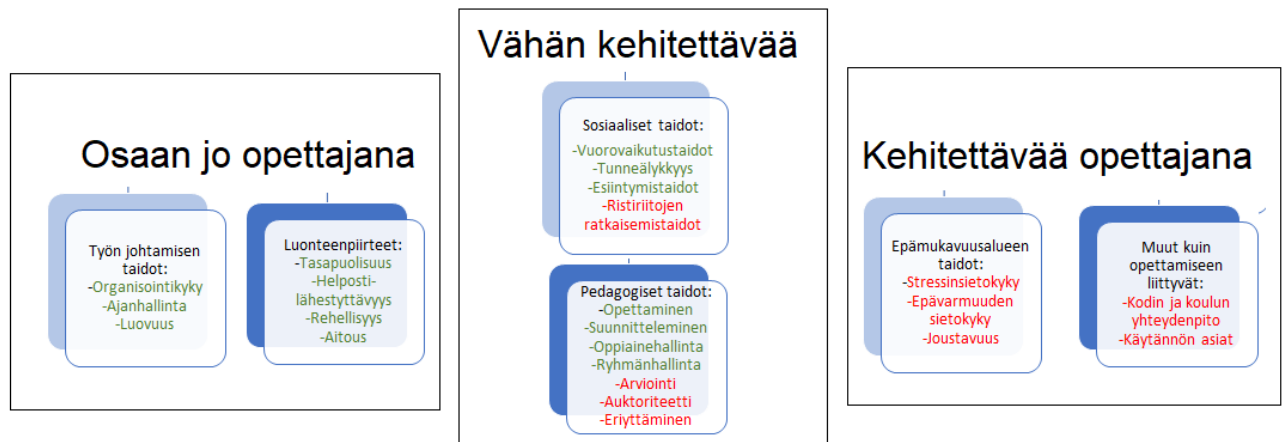 Osaan jo opettajana
Työn johtamisen
taidot:
-Organisointikyky
-Ajanhallinta
-Luovuus
Luonteenpiirteet:
-Tasapuolisuus
-Helposti-
lähestyttävyys
-Rehellisyys
-Aitous
Vähän kehitettävää
Sosiaaliset taidot:
-Vuorovaikutustaidot
-Tunneälykkyys
-Esiintymistaidot
-Ristiriitojen
ratkaisemistaidot
Pedagogiset taidot:
-Opettaminen
-Suunnitteleminen
-Oppiainehallinta
-Ryhmänhallinta
-Arviointi
-Auktoriteetti
-Eriyttäminen
Kehitettävää opettajana
Epämukavuusalueen
taidot:
-Stressinsietokyky
-Epävarmuuden
sietokyky
-Joustavuus
Muut kuin
opettamiseen
liittyvät:
-Kodin ja koulun
yhteydenpito
-Käytännön asiat